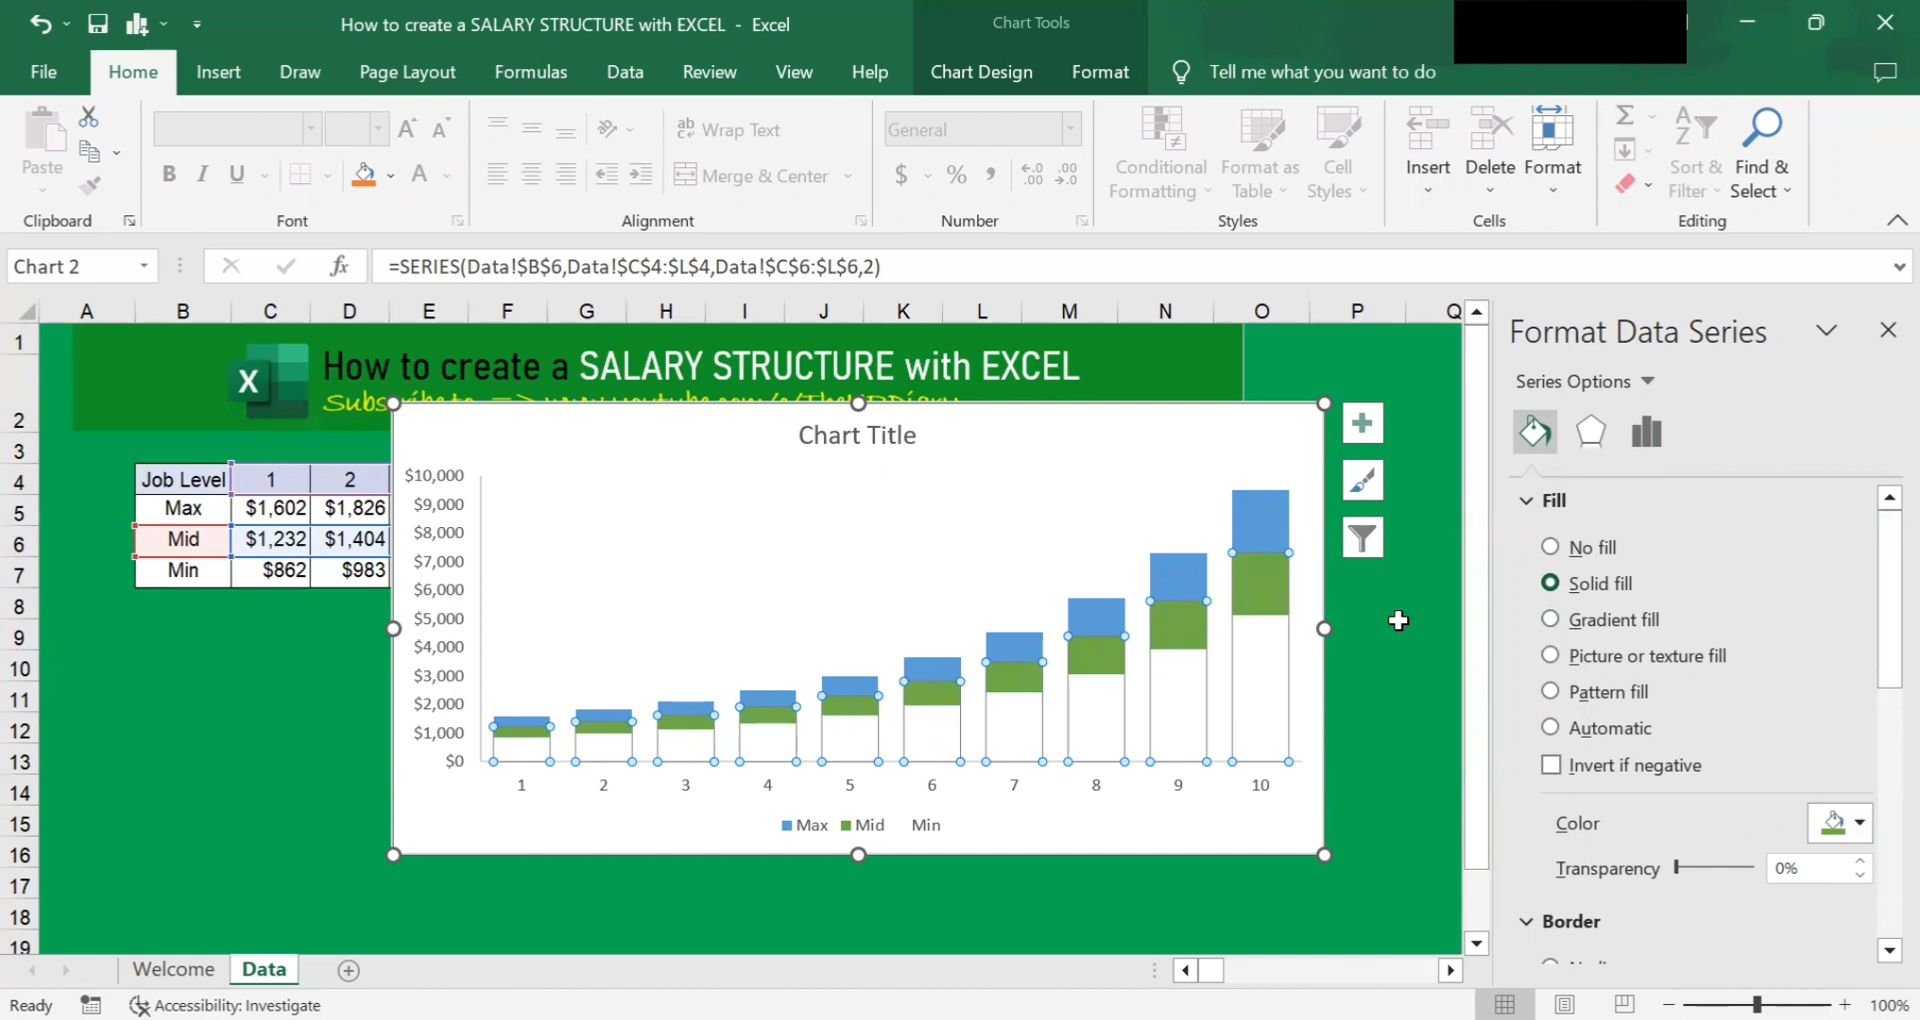 How to create a SALARY STRUCTURE with EXCEL - Excel
Chart Tools
File Home Insert Draw Page Layout Formulas Data Review View Help Chart Design Format Tell me what you want to do
Paste
B I U
Wrap Text
Merge & Center
General
$ % ,
Conditional Formatting
Format as Table
Cell Styles
Insert
Delete
Format
Sort & Filter
Find & Select
Clipboard Font Alignment Number Styles Cells Editing
Chart 2
fx
=SERIES(Data!$B$6,Data!$C$4:$L$4,Data!$C$6:$L$6,2)
A B C D E F G H I J K L M N O P Q
1
2
3
4
5
6
7
8
9
10
11
12
13
14
15
16
17
18
19
How to create a SALARY STRUCTURE with EXCEL
Job Level 1 2
Max $1,602 $1,826
Mid $1,232 $1,404
Min $862 $983
Chart Title
$10,000
$9,000
$8,000
$7,000
$6,000
$5,000
$4,000
$3,000
$2,000
$1,000
$0
1 2 3 4 5 6 7 8 9 10
Max Mid Min
Format Data Series
Series Options
Fill
No fill
Solid fill
Gradient fill
Picture or texture fill
Pattern fill
Automatic
Invert if negative
Color
Transparency 0%
Border
Welcome Data
Ready
Accessibility: Investigate
100%